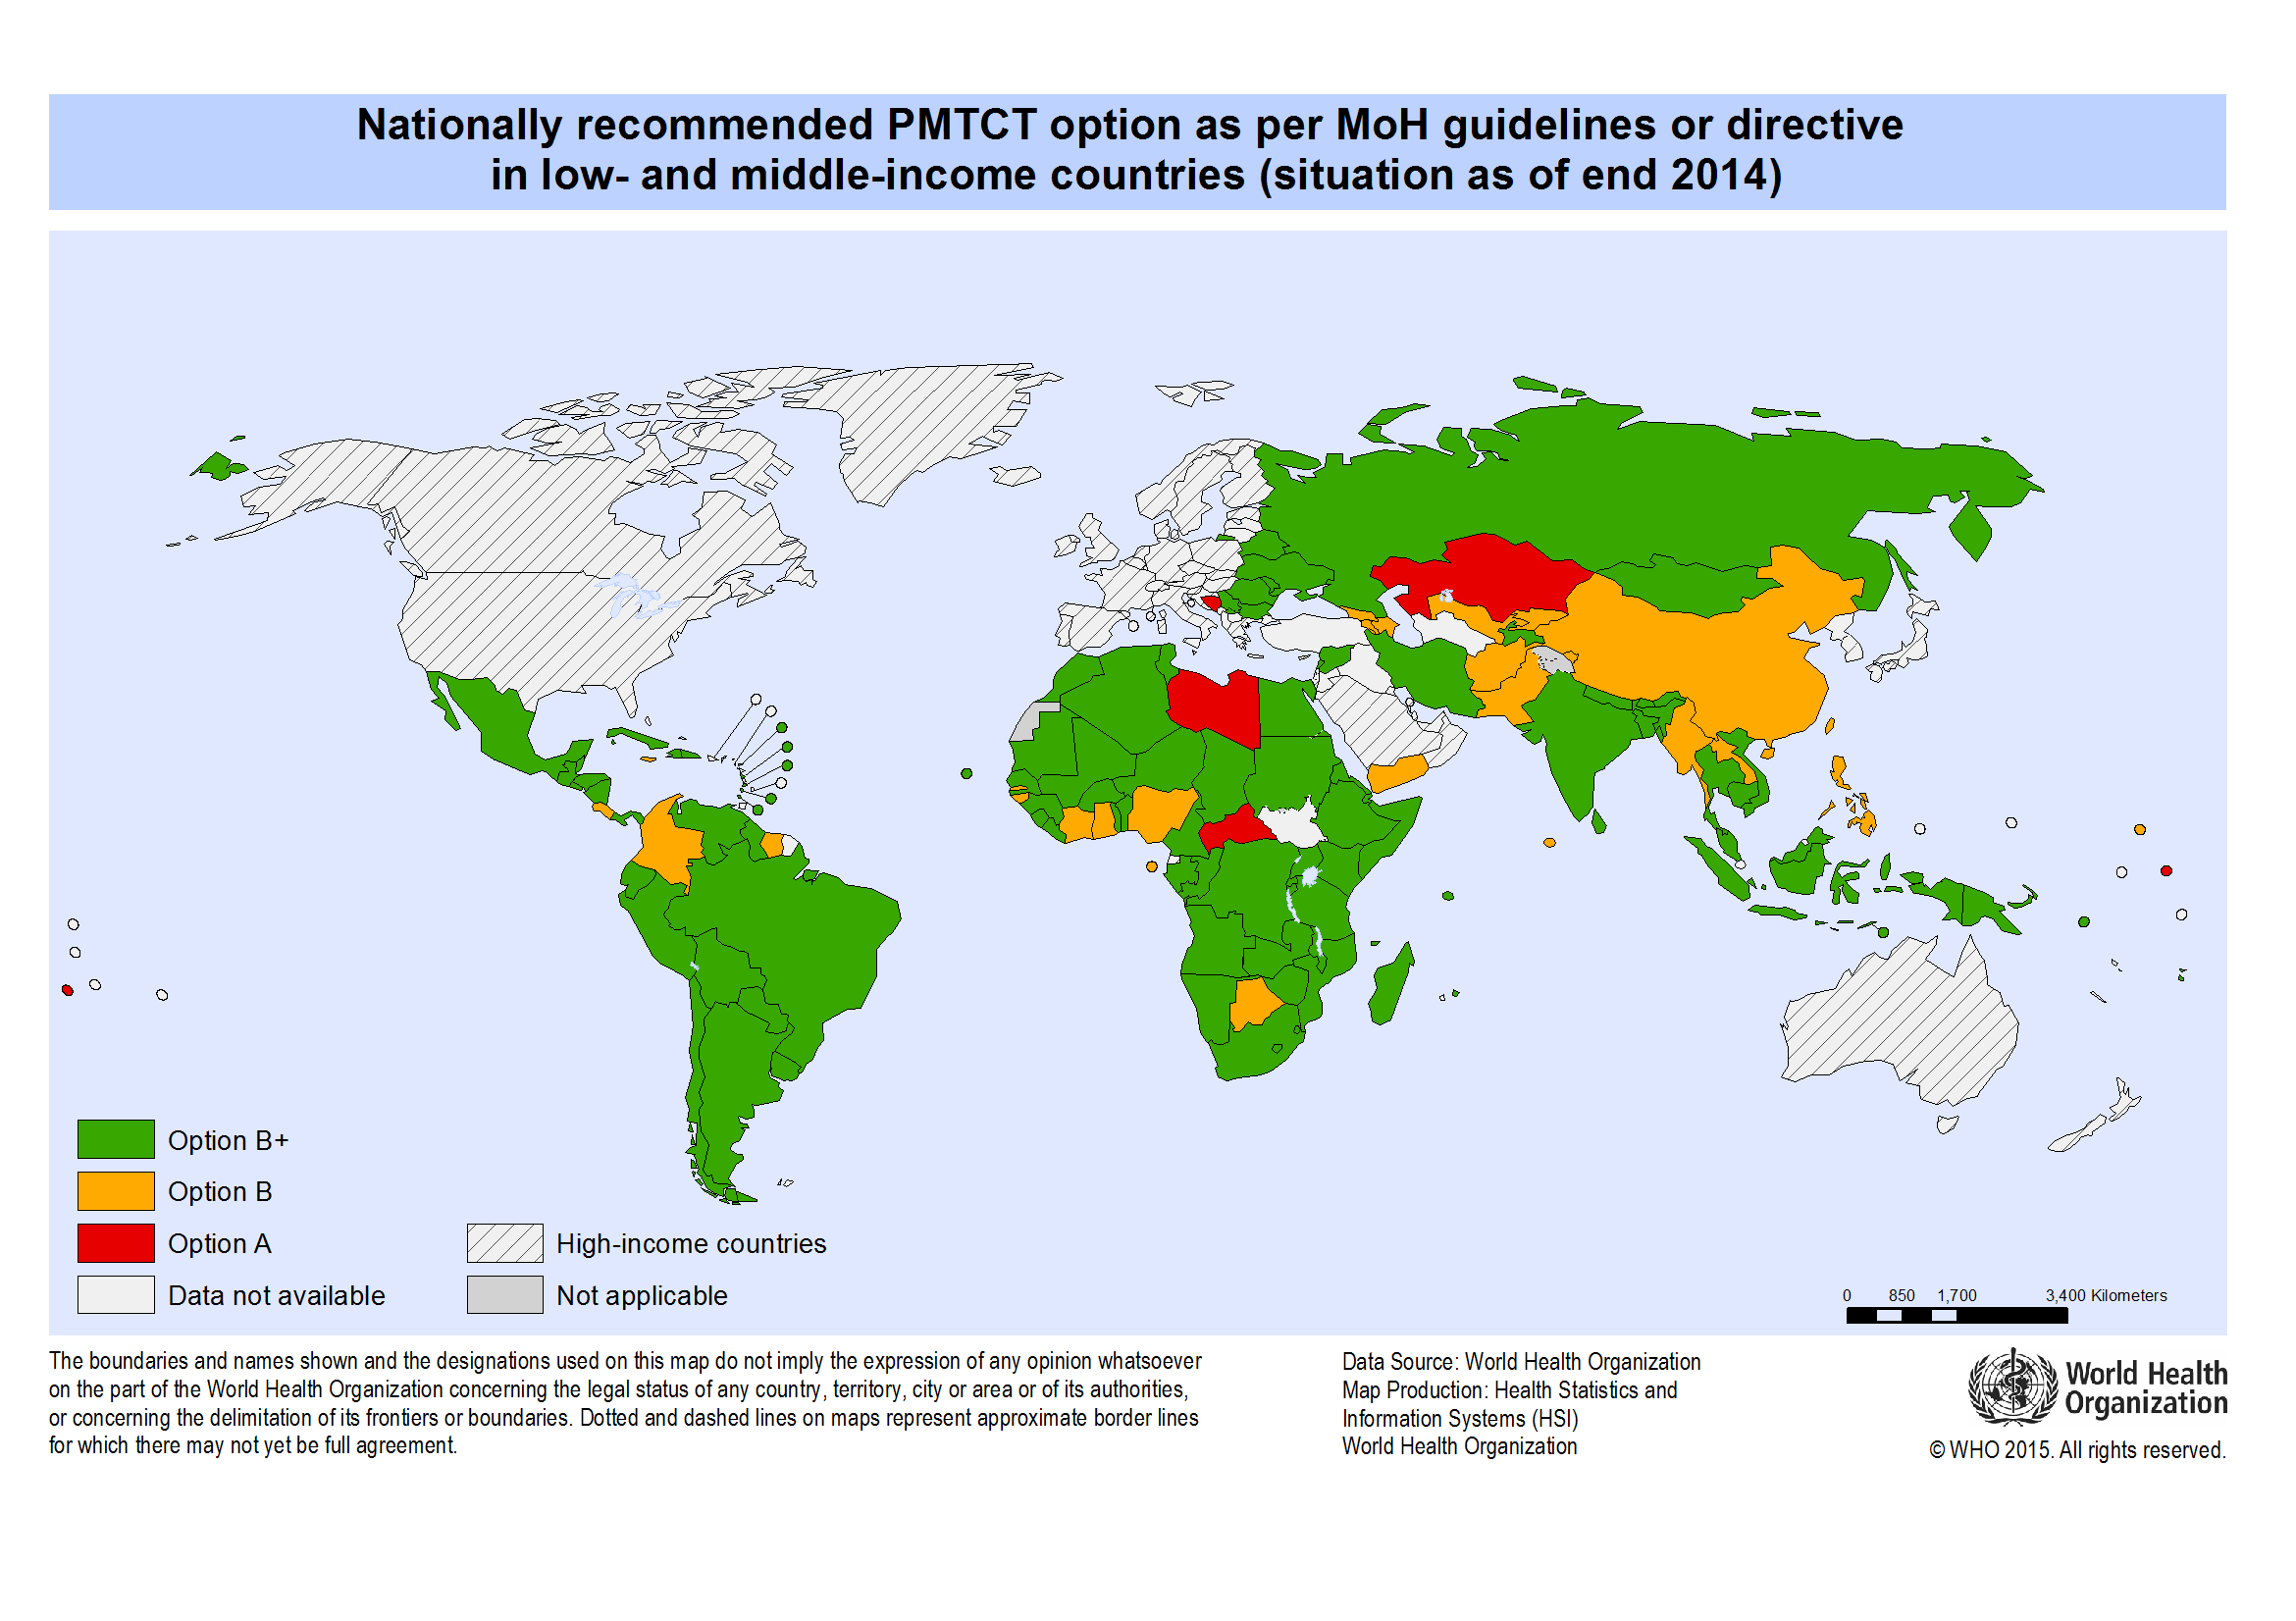 Nationally recommended PMTCT option as per MoH guidelines or directive
in low- and middle-income countries (situation as of end 2014)
Option B+
Option B
Option A
Data not available
High-income countries
Not applicable
0 850 1,700 3,400 Kilometers
The boundaries and names shown and the designations used on this map do not imply the expression of any opinion whatsoever
on the part of the World Health Organization concerning the legal status of any country, territory, city or area or of its authorities,
or concerning the delimitation of its frontiers or boundaries. Dotted and dashed lines on maps represent approximate border lines
for which there may not yet be full agreement.
Data Source: World Health Organization
Map Production: Health Statistics and
Information Systems (HSI)
World Health Organization
World Health
Organization
© WHO 2015. All rights reserved.